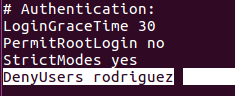 # Authentication:
LoginGraceTime 30
PermitRootLogin no
StrictModes yes
DenyUsers rodriguez